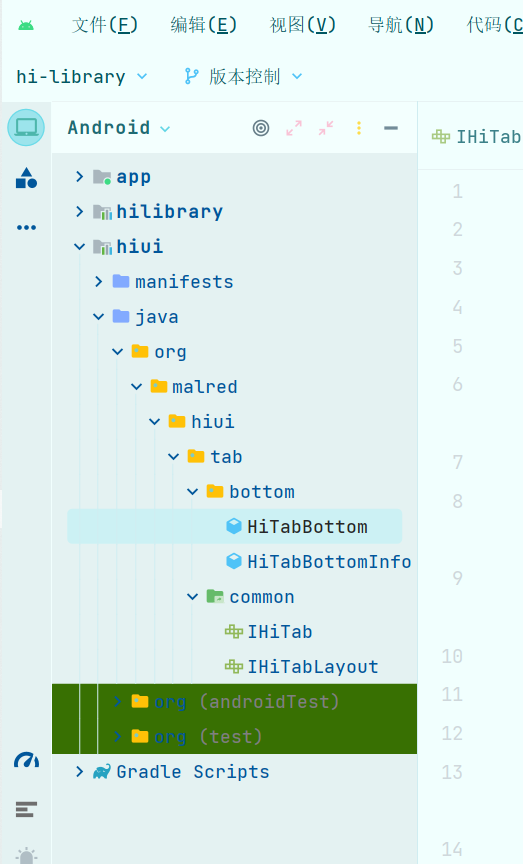 文件(F) 编辑(E) 视图(V) 导航(N) 代码(C
hi-library 版本控制
Android
IHiTab
app
1
hilibrary
2
hiui
3
manifests
4
java
5
org
6
malred
hiui
7
tab
bottom
8
HiTabBottom
HiTabBottomInfo
9
common
IHiTab
10
IHiTabLayout
11
org (androidTest)
12
org (test)
13
Gradle Scripts
14